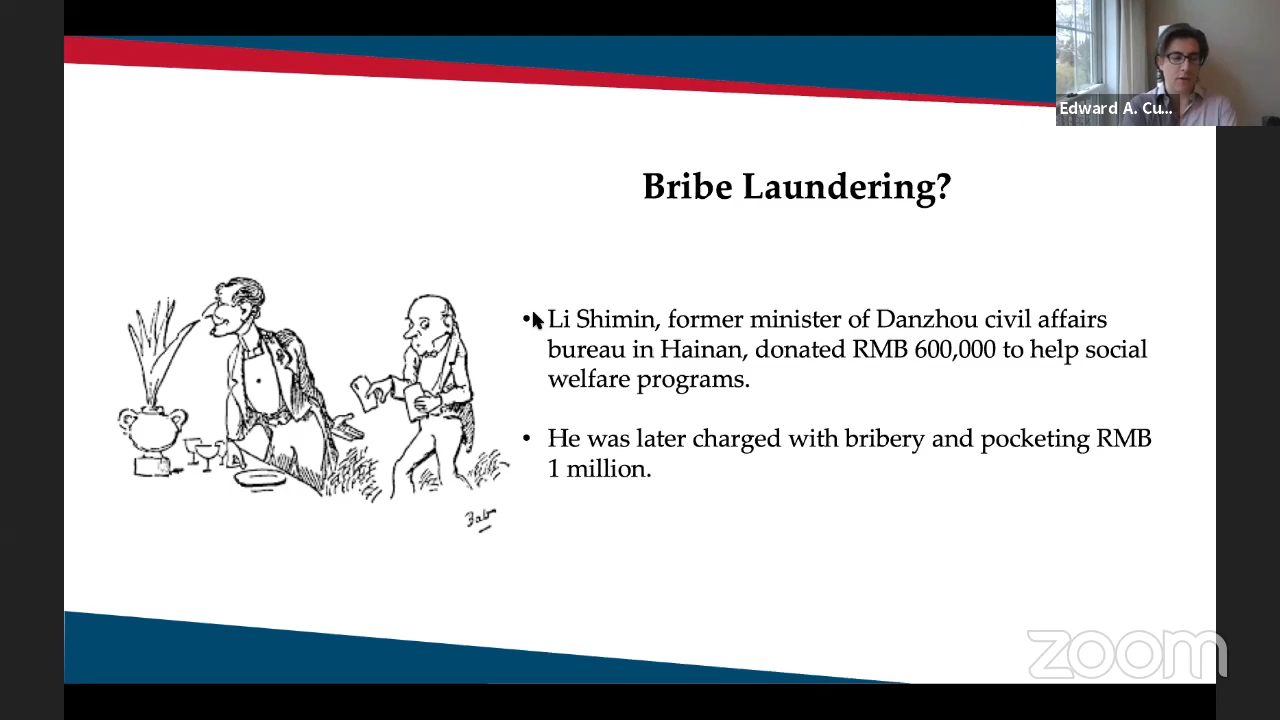 Edward A. Cu...
Bribe Laundering?
• Li Shimin, former minister of Danzhou civil affairs
bureau in Hainan, donated RMB 600,000 to help social
welfare programs.
• He was later charged with bribery and pocketing RMB
1 million.
zoom